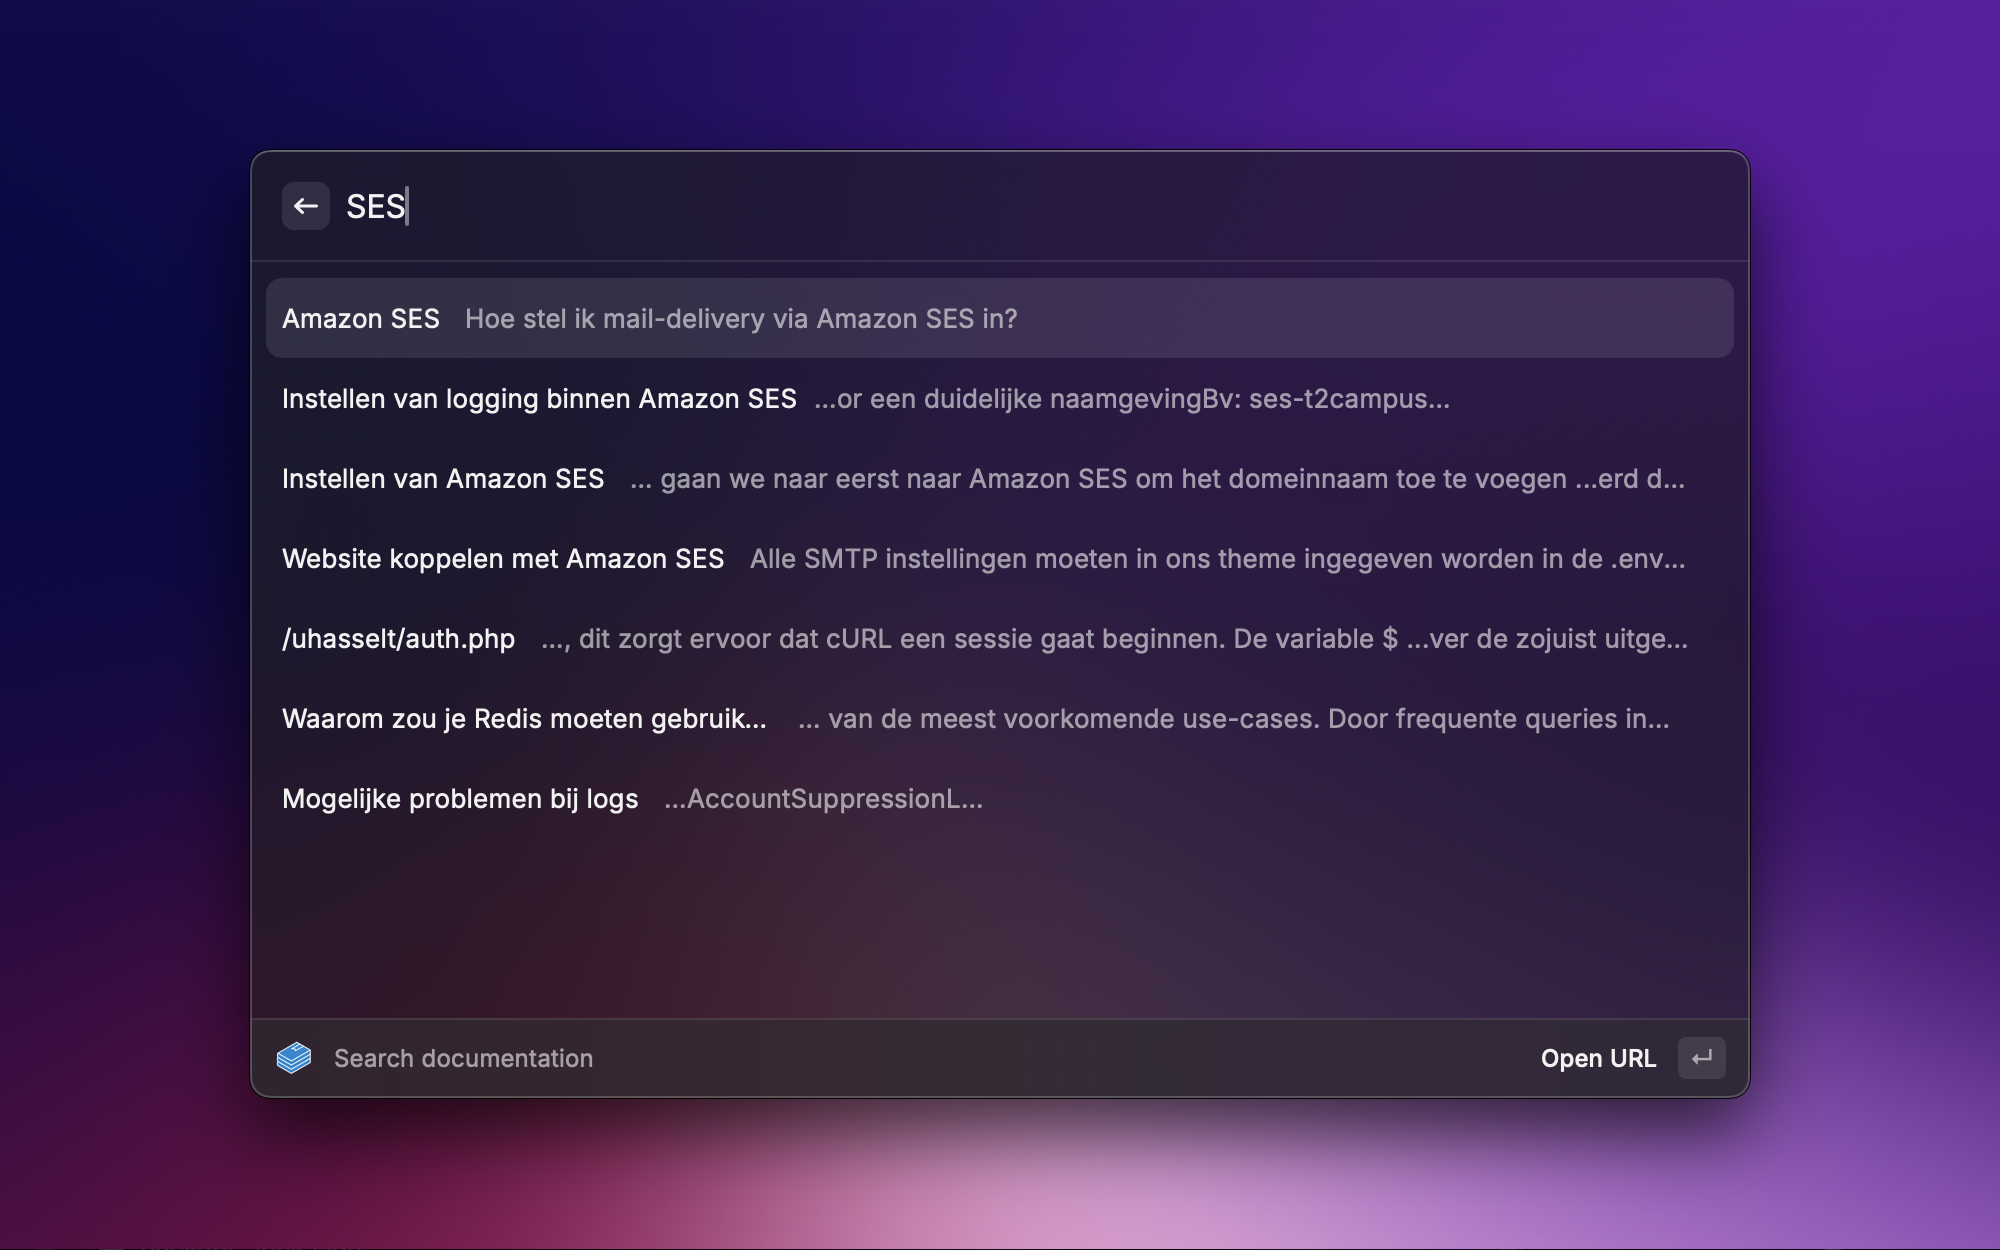 SES
Amazon SES Hoe stel ik mail-delivery via Amazon SES in?
Instellen van logging binnen Amazon SES ...or een duidelijke naamgevingBv: ses-t2campus...
Instellen van Amazon SES ... gaan we naar eerst naar Amazon SES om het domeinnaam toe te voegen ...erd d...
Website koppelen met Amazon SES Alle SMTP instellingen moeten in ons theme ingegeven worden in de .env...
/uhasselt/auth.php ..., dit zorgt ervoor dat cURL een sessie gaat beginnen. De variable $ ...ver de zojuist uitge...
Waarom zou je Redis moeten gebruik... ... van de meest voorkomende use-cases. Door frequente queries in...
Mogelijke problemen bij logs ...AccountSuppressionL...
Search documentation Open URL